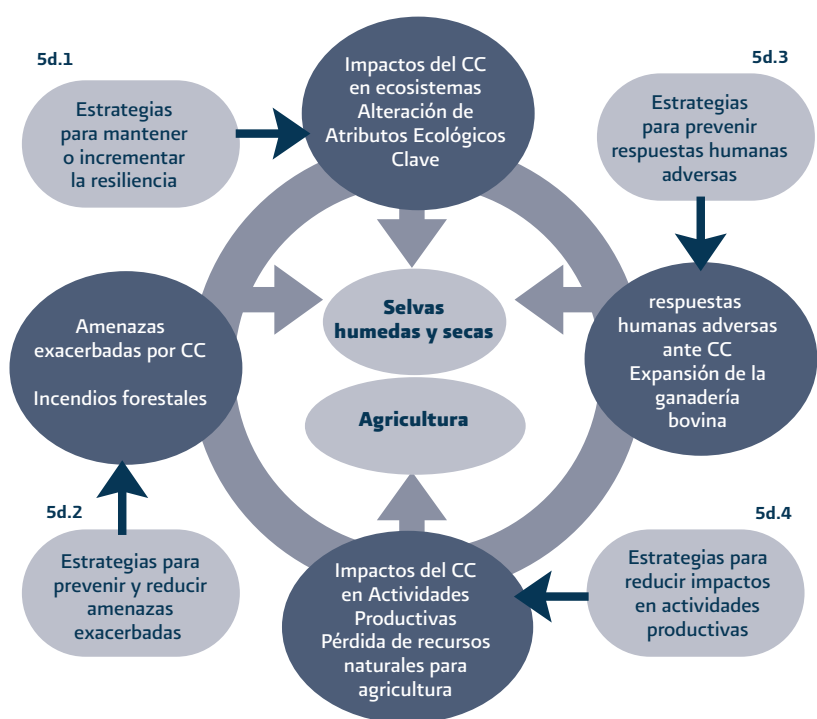 5d.1
Estrategias
para mantener
o incrementar
la resiliencia
Impactos del CC
en ecosistemas
Alteración de
Atributos Ecológicos
Clave
5d.3
Estrategias
para prevenir
respuestas humanas
adversas
Amenazas
exacerbadas por CC
Incendios forestales
Selvas
humedas y secas
Agricultura
respuestas
humanas adversas
ante CC
Expansión de la
ganadería
bovina
5d.2
Estrategias para
prevenir y reducir
amenazas
exacerbadas
Impactos del CC
en Actividades
Productivas
Pérdida de recursos
naturales para
agricultura
5d.4
Estrategias para
reducir impactos
en actividades
productivas